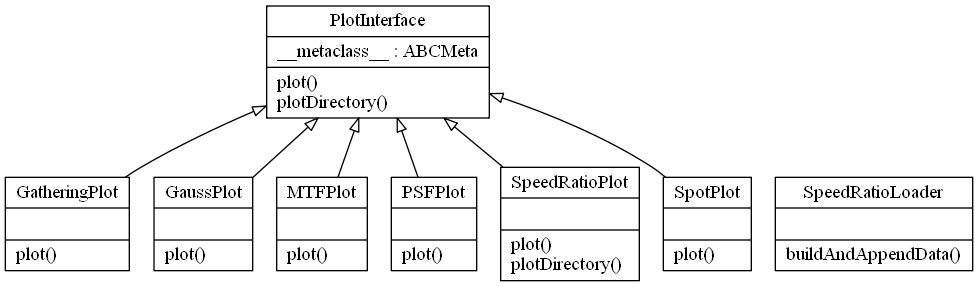 PlotInterface
__metaclass__ : ABCMeta
plot()
plotDirectory()
GatheringPlot
plot()
GaussPlot
plot()
MTFPlot
plot()
PSFPlot
plot()
SpeedRatioPlot
plot()
plotDirectory()
SpotPlot
plot()
SpeedRatioLoader
buildAndAppendData()